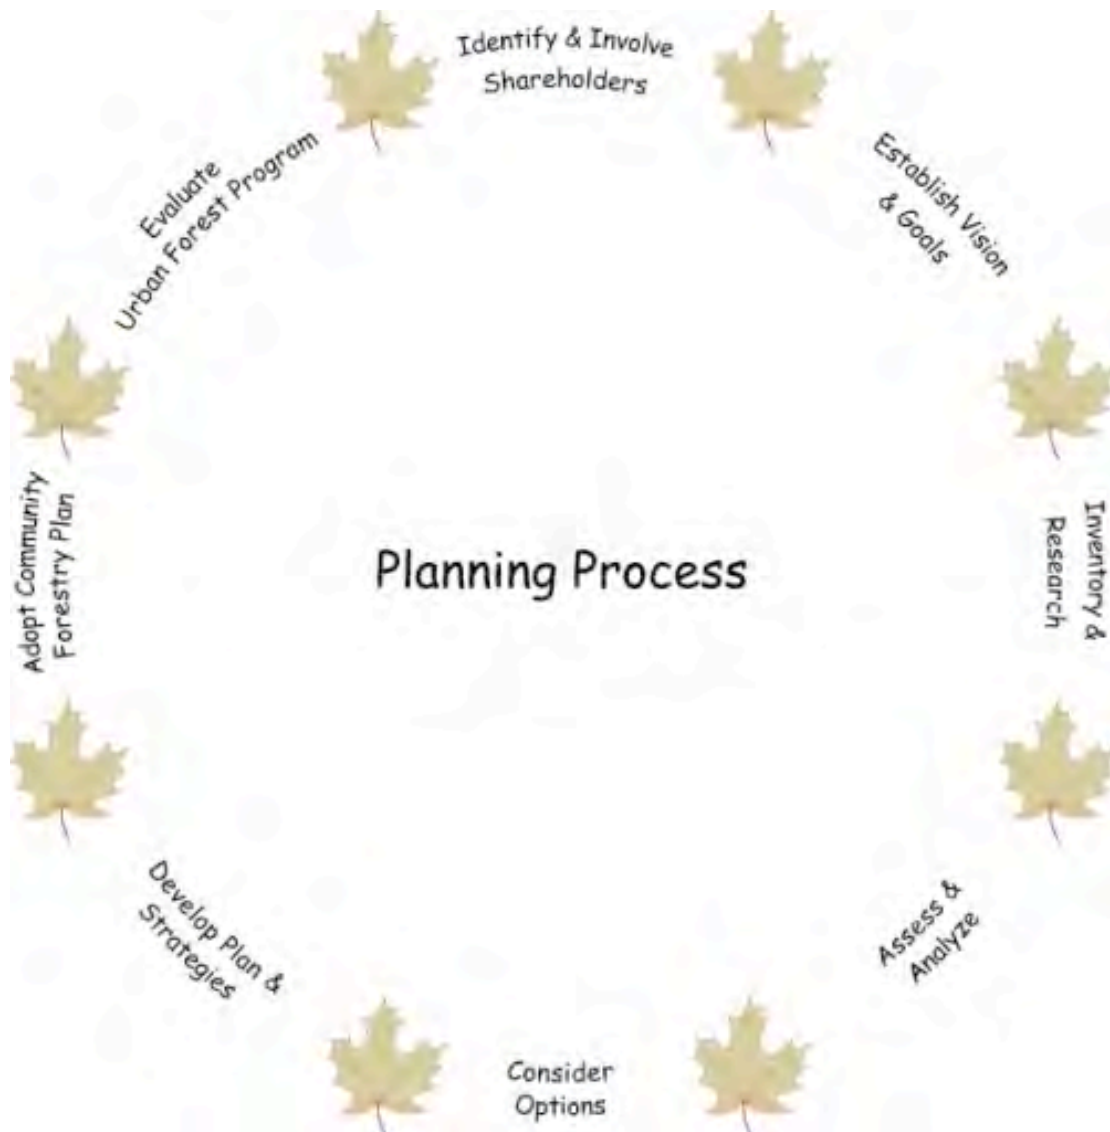 Identify & Involve
Shareholders
Establish Vision
& Goals
Inventory &
Research
Assess &
Analyze
Consider
Options
Develop Plan &
Strategies
Adopt Community
Forestry Plan
Evaluate
Urban Forest Program
Planning Process